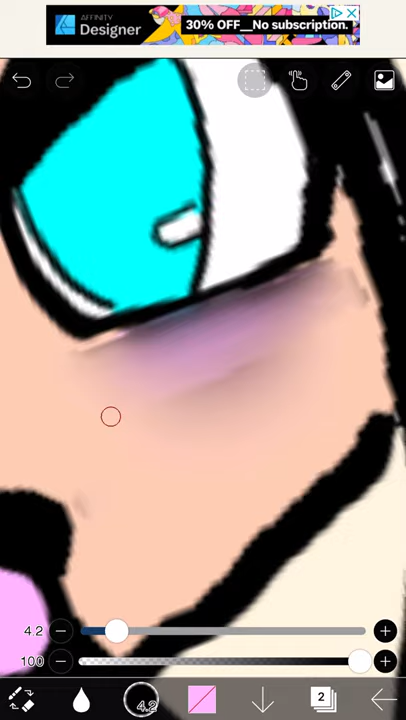 AFFINITY
Designer
30% OFF__No subscription.
4.2
100
4.2
2